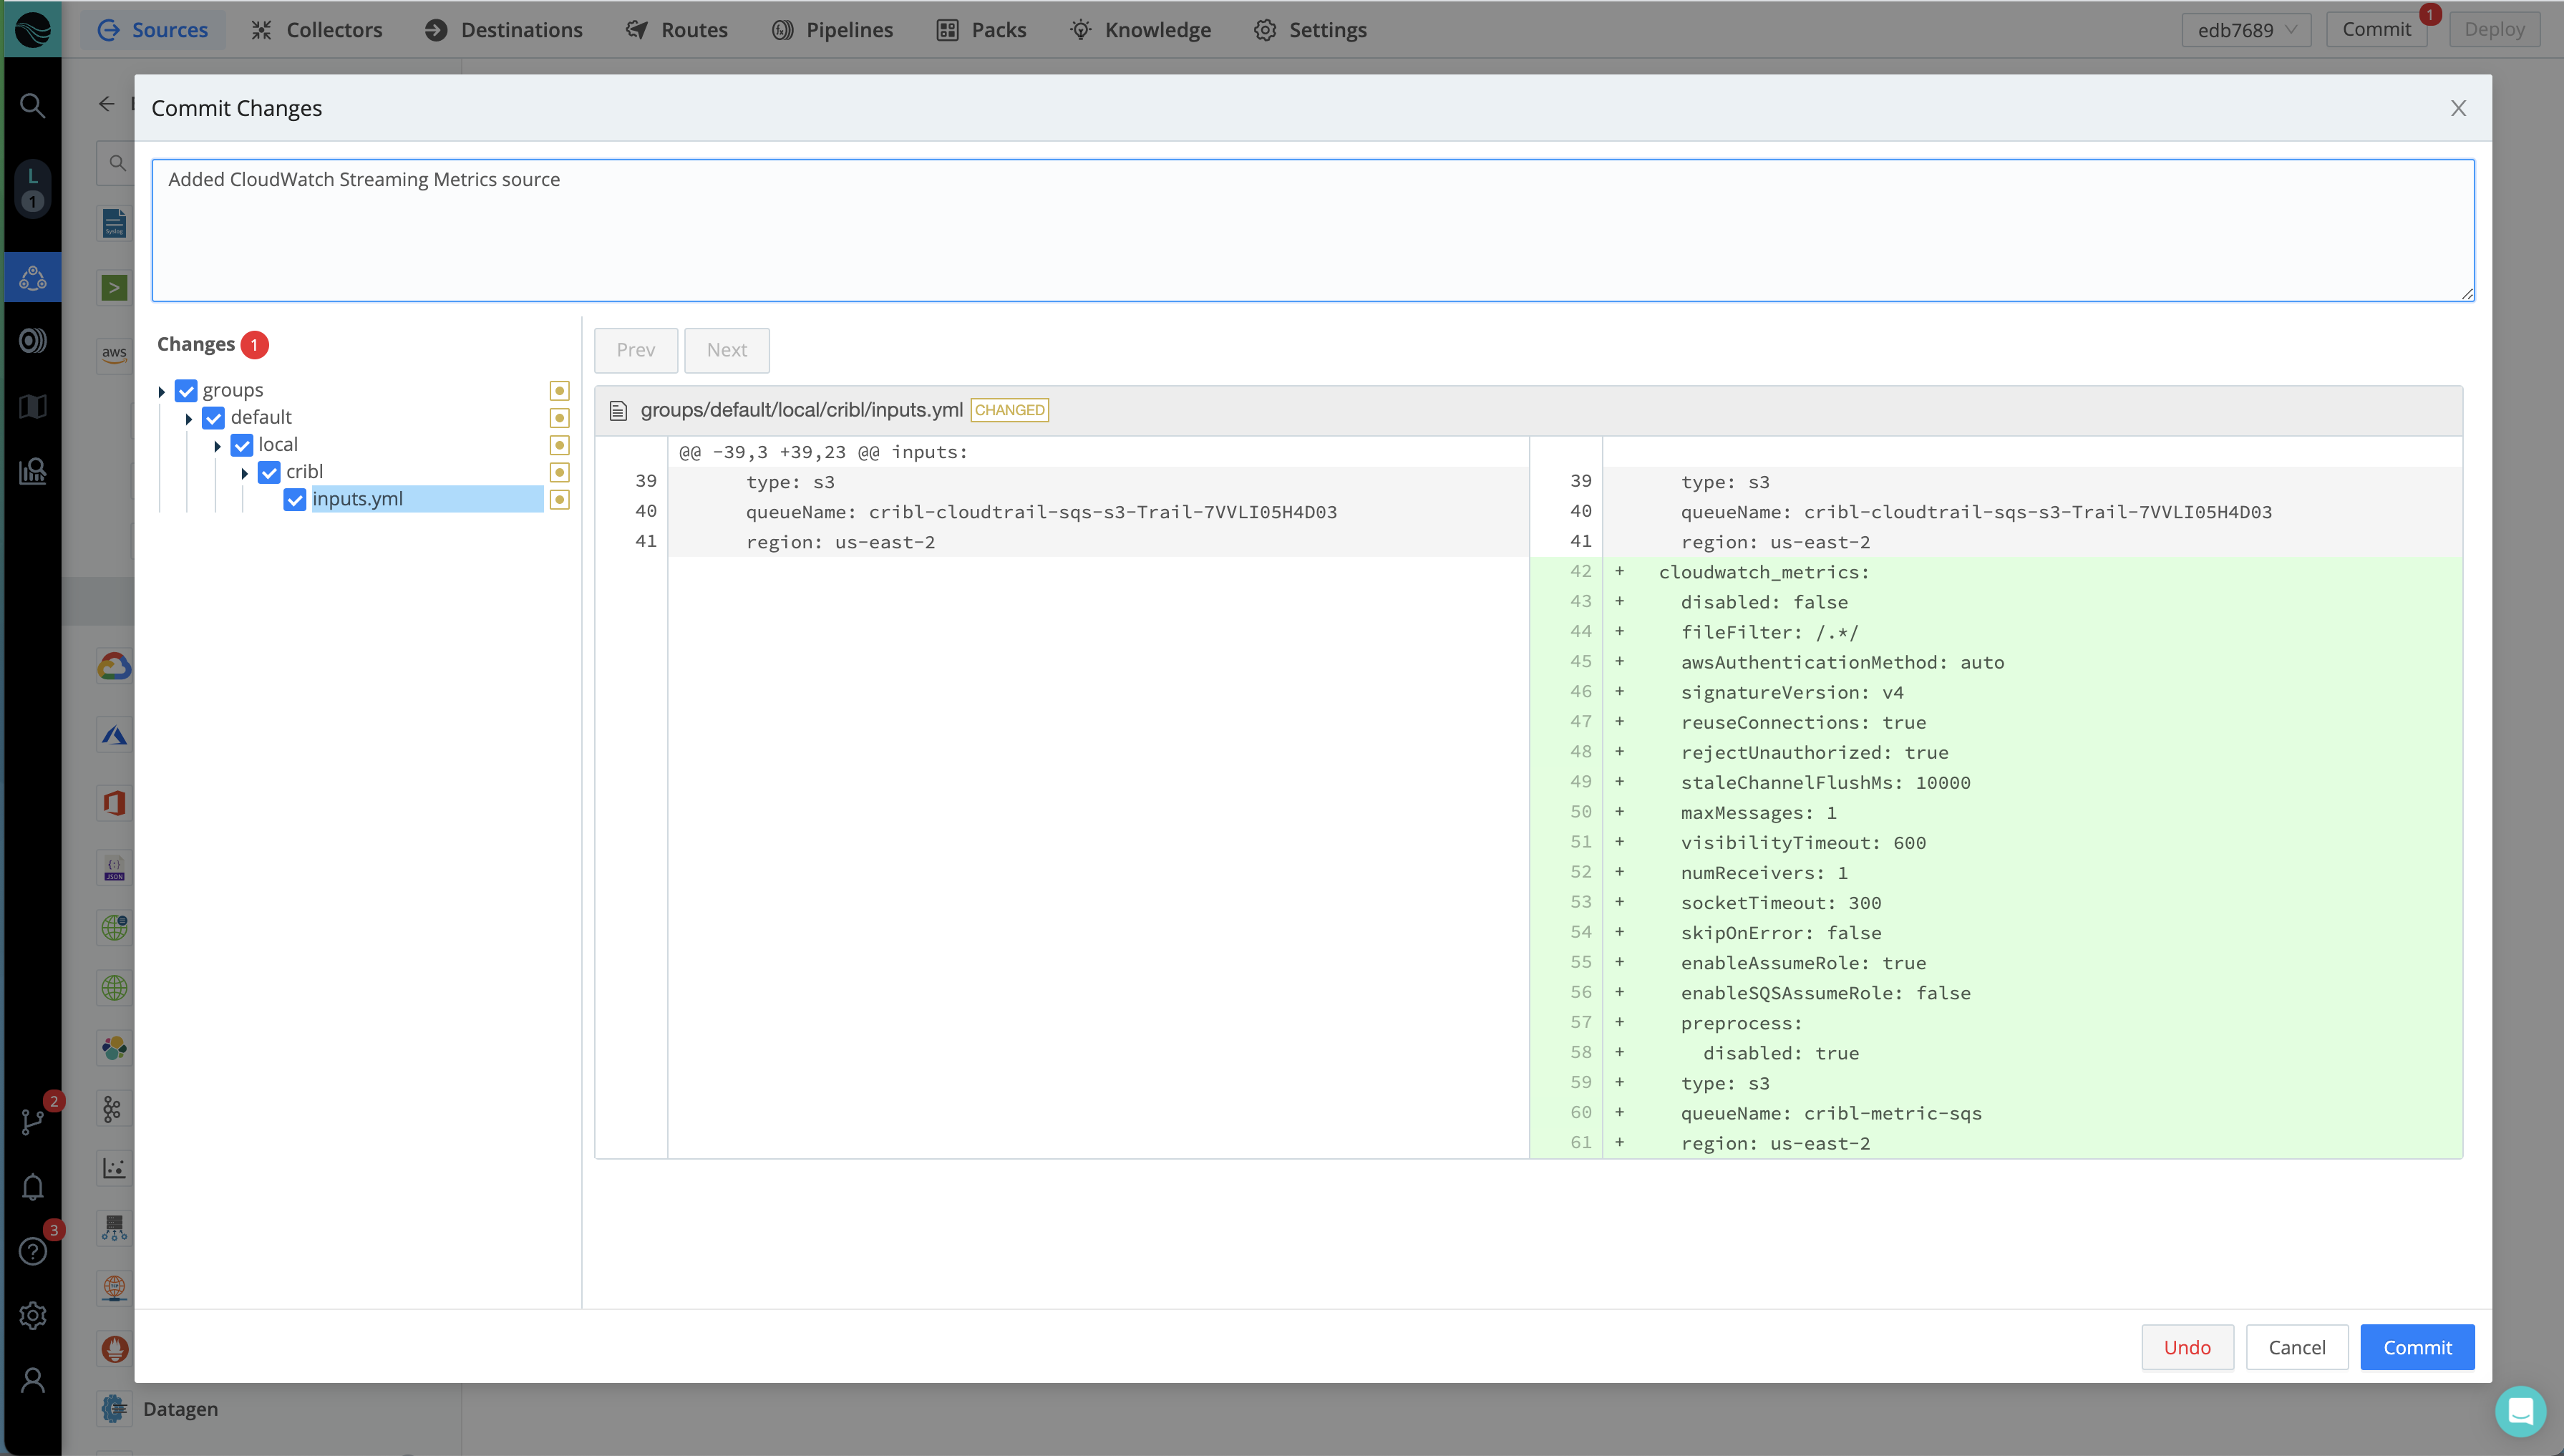 Sources
Collectors
Destinations
Routes
Pipelines
Packs
Knowledge
Settings
edb7689
Commit
1
Deploy
Commit Changes
L
1
Added CloudWatch Streaming Metrics source
Syslog
aws
Changes 1
groups
default
local
cribl
inputs.yml
Prev
Next
groups/default/local/cribl/inputs.yml CHANGED
@@ -39,3 +39,23 @@ inputs:
39 type: s3
40 queueName: cribl-cloudtrail-sqs-s3-Trail-7VVLI05H4D03
41 region: us-east-2
39 type: s3
40 queueName: cribl-cloudtrail-sqs-s3-Trail-7VVLI05H4D03
41 region: us-east-2
42 + cloudwatch_metrics:
43 + disabled: false
44 + fileFilter: /.*/
45 + awsAuthenticationMethod: auto
46 + signatureVersion: v4
47 + reuseConnections: true
48 + rejectUnauthorized: true
49 + staleChannelFlushMs: 10000
50 + maxMessages: 1
51 + visibilityTimeout: 600
52 + numReceivers: 1
53 + socketTimeout: 300
54 + skipOnError: false
55 + enableAssumeRole: true
56 + enableSQSAssumeRole: false
57 + preprocess:
58 + disabled: true
59 + type: s3
60 + queueName: cribl-metric-sqs
61 + region: us-east-2
JSON
2
3
Undo
Cancel
Commit
Datagen